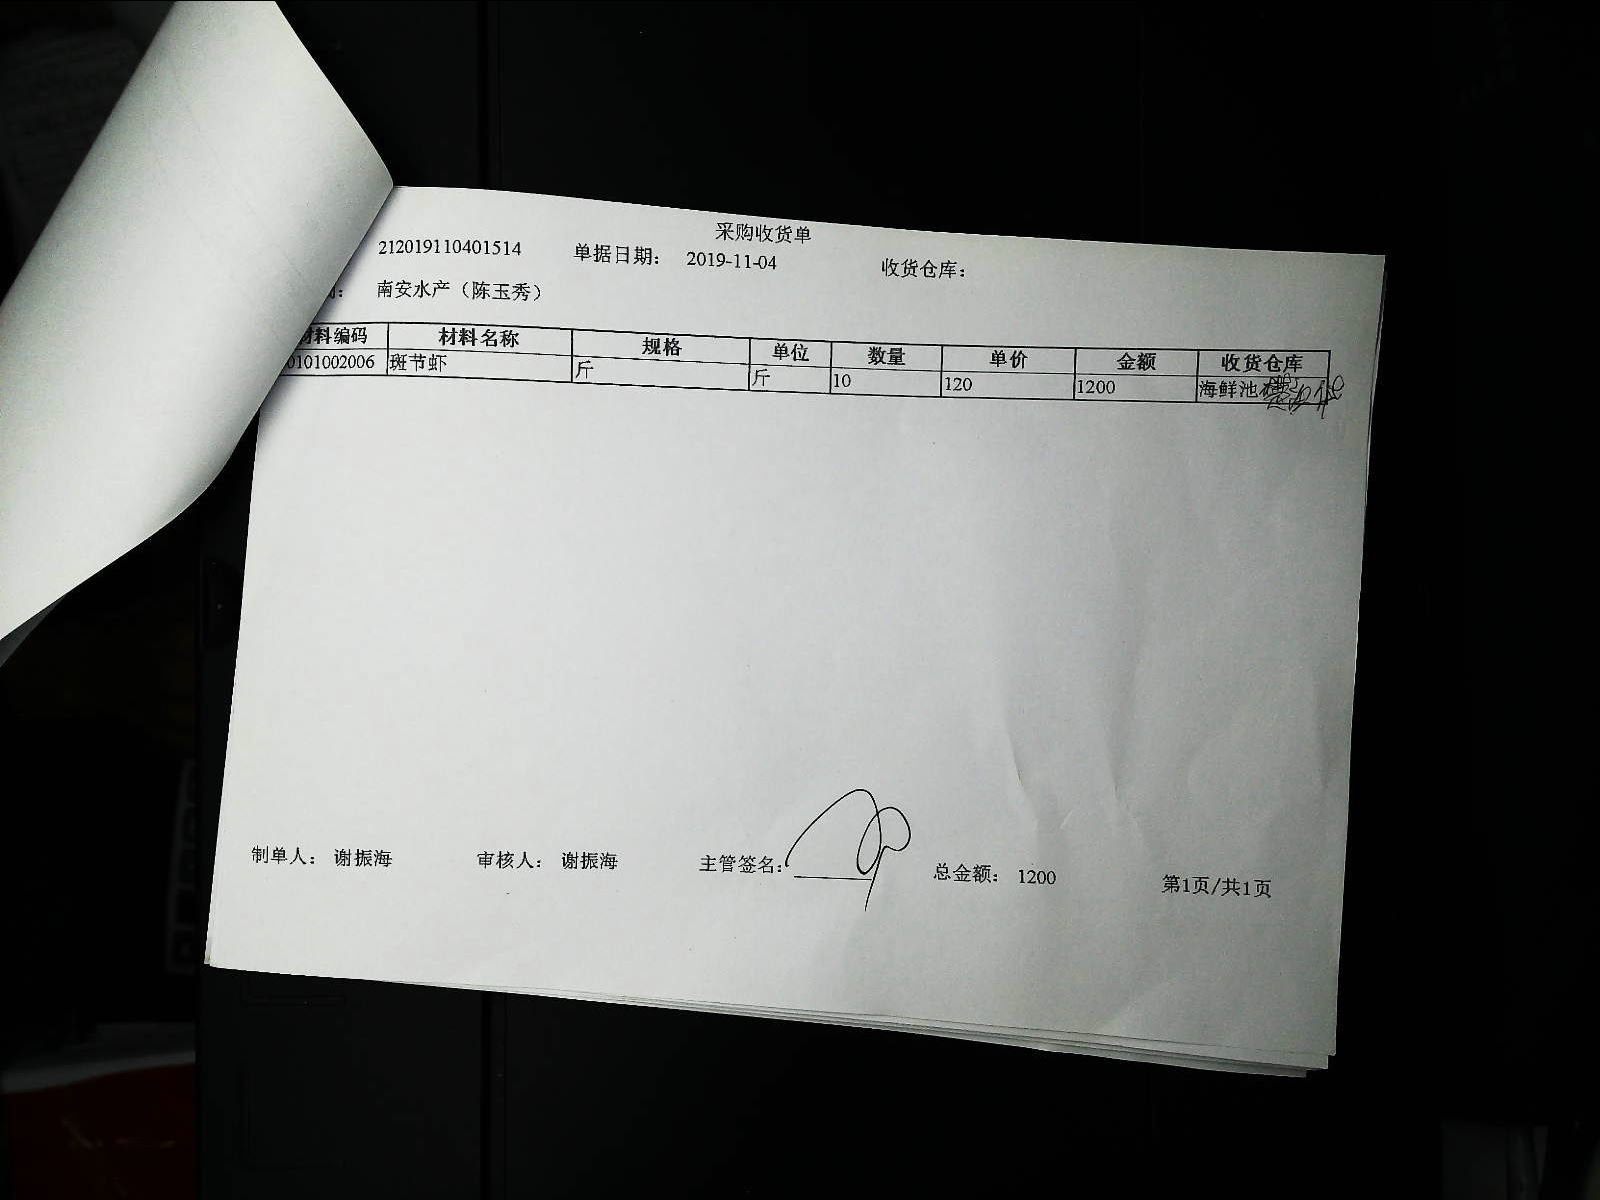 采购收货单
212019110401514 单据日期： 2019-11-04 收货仓库：
南安水产（陈玉秀）
材料编码 材料名称 规格 单位 数量 单价 金额 收货仓库
0101002006 斑节虾 斤 斤 10 120 1200 海鲜池
制单人： 谢振海 审核人： 谢振海 主管签名： 总金额： 1200 第1页/共1页